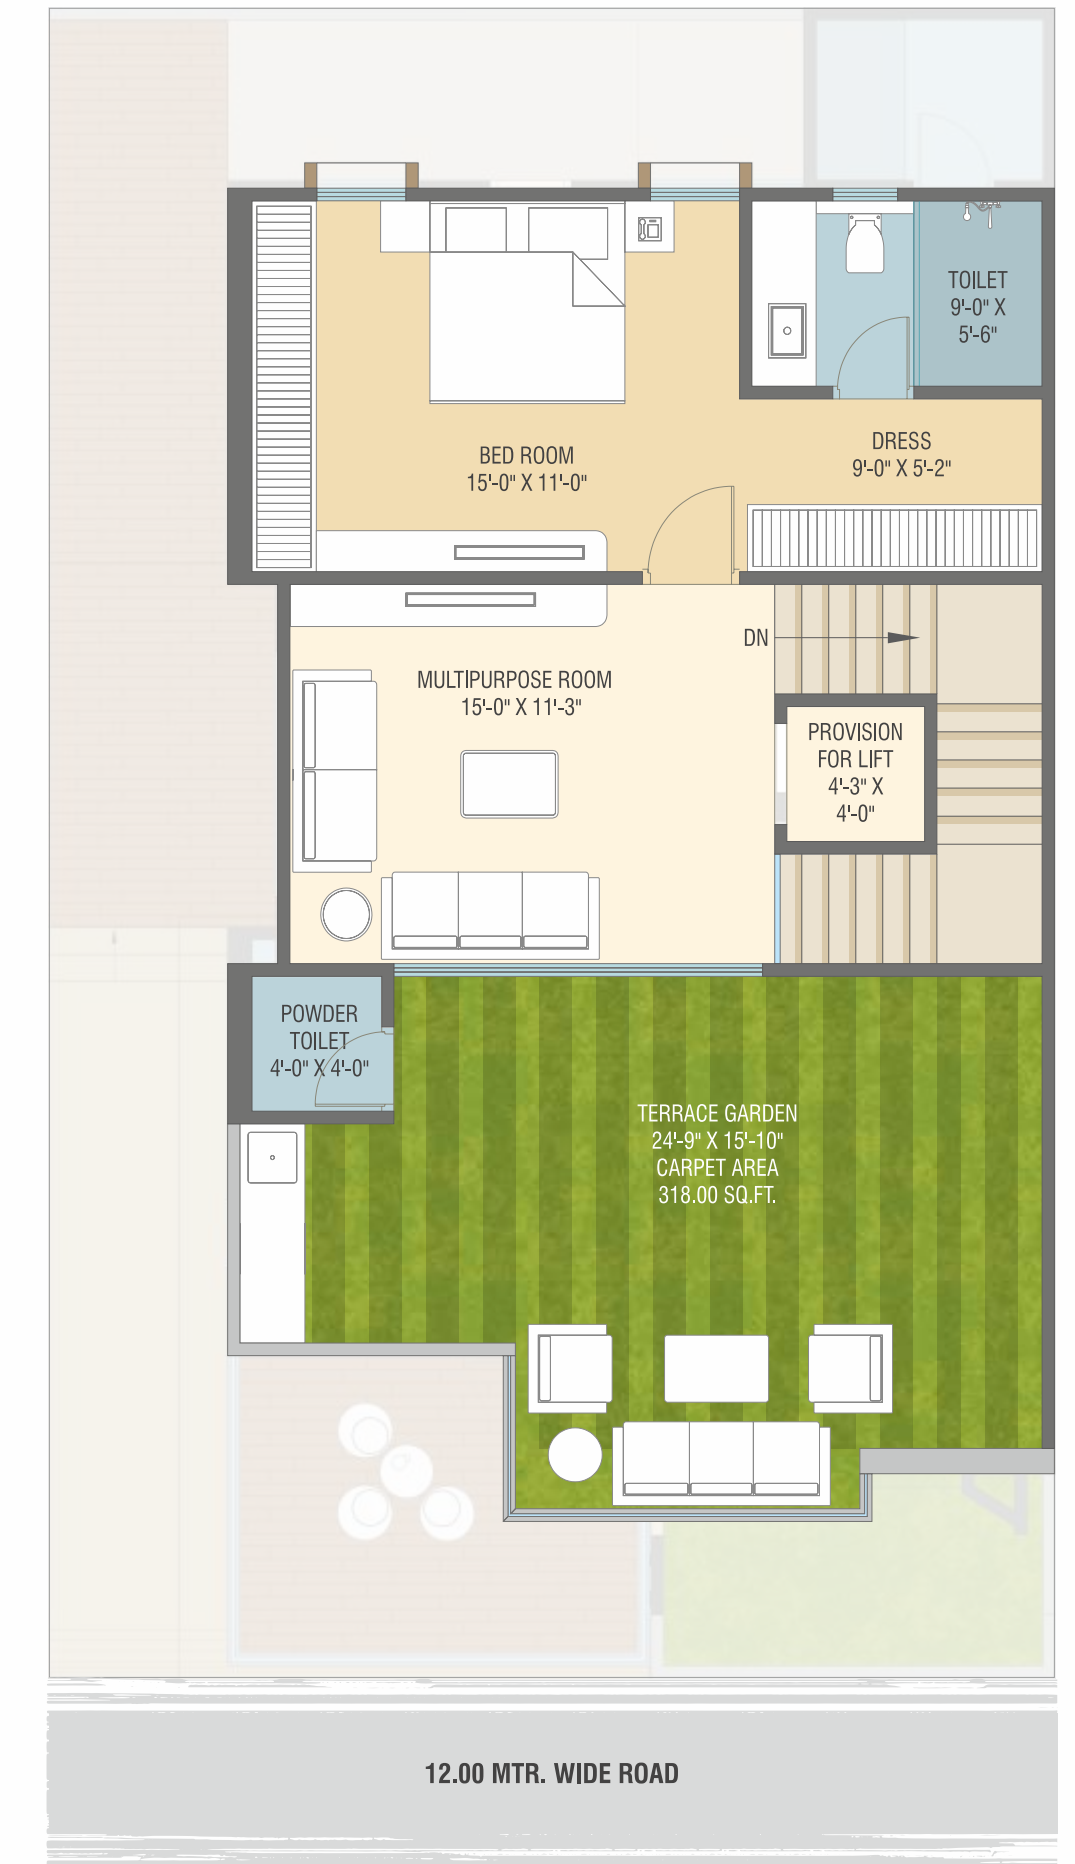 TOILET
9'-0" X
5'-6"
DRESS
9'-0" X 5'-2"
BED ROOM
15'-0" X 11'-0"
DN
MULTIPURPOSE ROOM
15'-0" X 11'-3"
PROVISION
FOR LIFT
4'-3" X
4'-0"
POWDER
TOILET
4'-0" X 4'-0"
TERRACE GARDEN
24'-9" X 15'-10"
CARPET AREA
318.00 SQ.FT.
12.00 MTR. WIDE ROAD